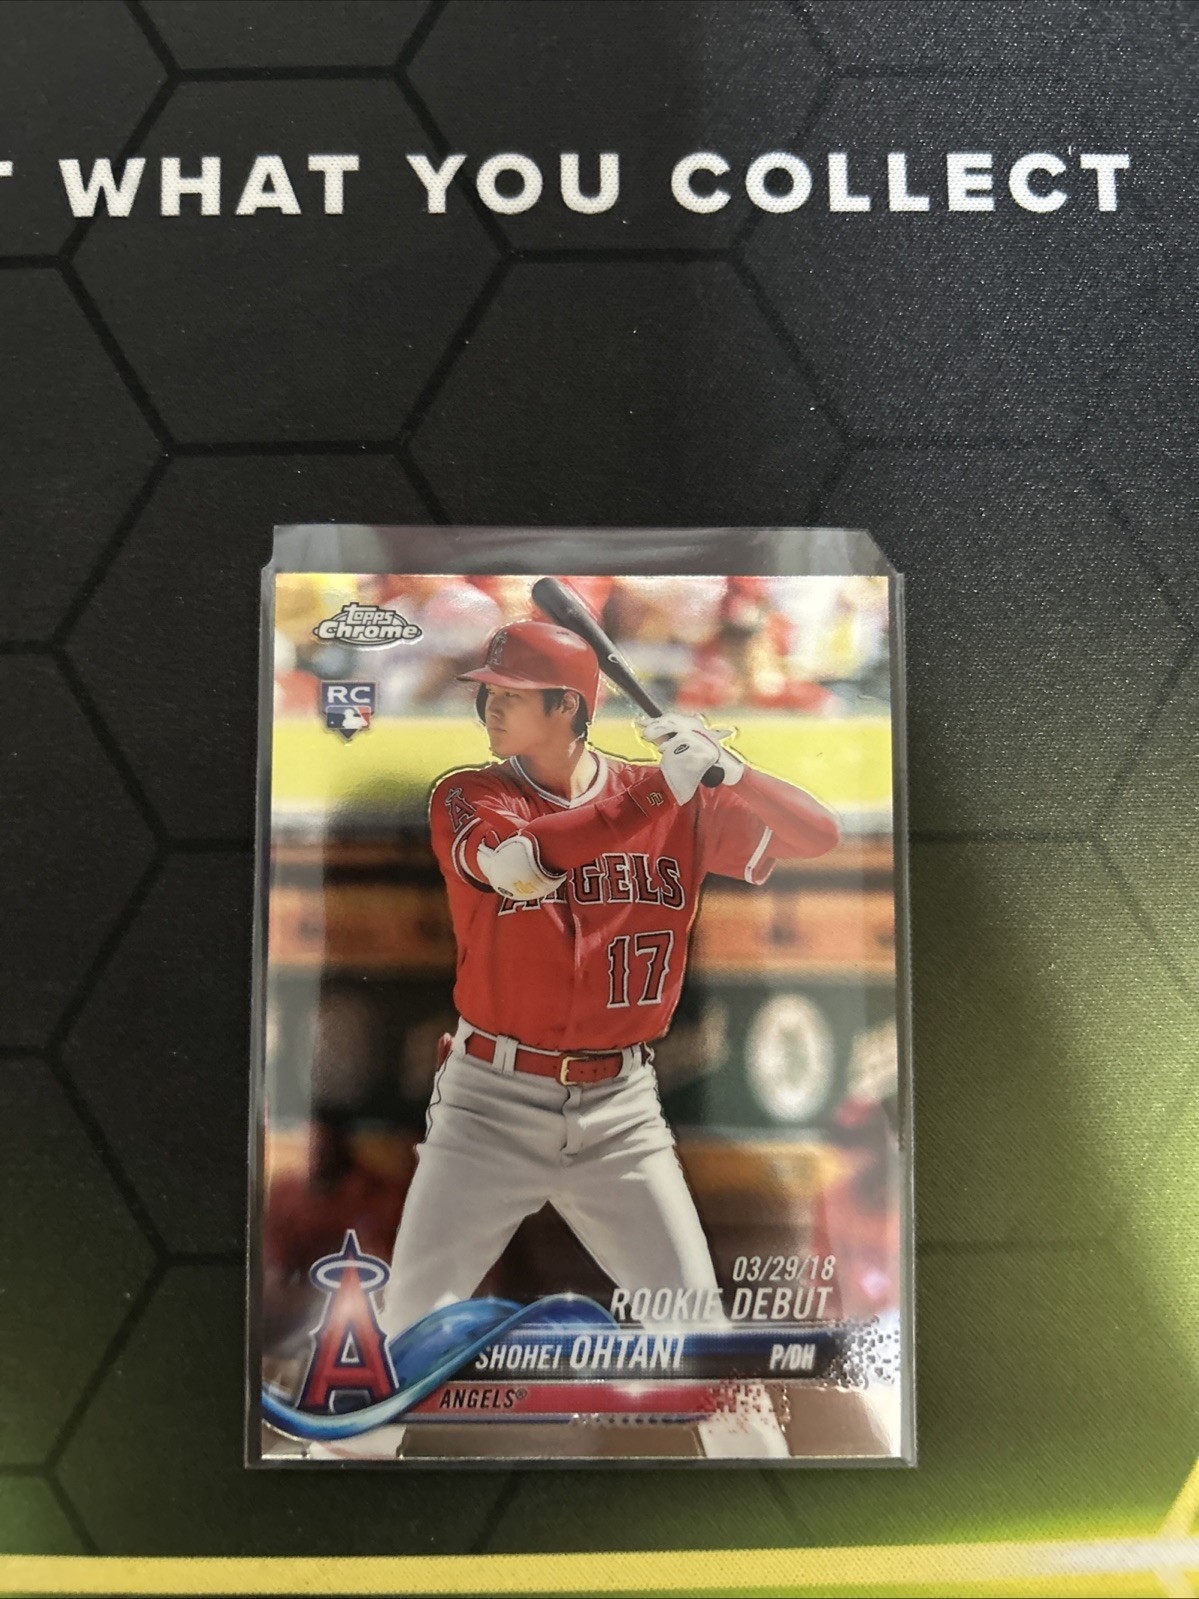 WHAT YOU COLLECT
Topps
Chrome
RC
A
ANGELS
17
03/29/18
ROOKIE DEBUT
SHOHEI OHTANI P/DH
ANGELS®
A